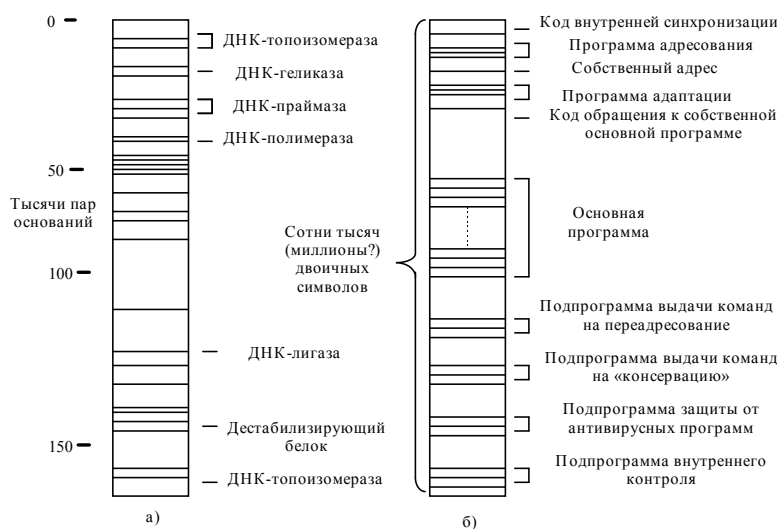 0
50
Тысячи пар
оснований
100
150
ДНК-топоизомераза
ДНК-геликаза
ДНК-праймаза
ДНК-полимераза
ДНК-лигаза
Дестабилизирующий
белок
ДНК-топоизомераза
а)
Сотни тысяч
(миллионы?)
двоичных
символов
Код внутренней синхронизации
Программа адресования
Собственный адрес
Программа адаптации
Код обращения к собственной
основной программе
Основная
программа
Подпрограмма выдачи команд
на переадресование
Подпрограмма выдачи команд
на «консервацию»
Подпрограмма защиты от
антивирусных программ
Подпрограмма внутреннего
контроля
б)